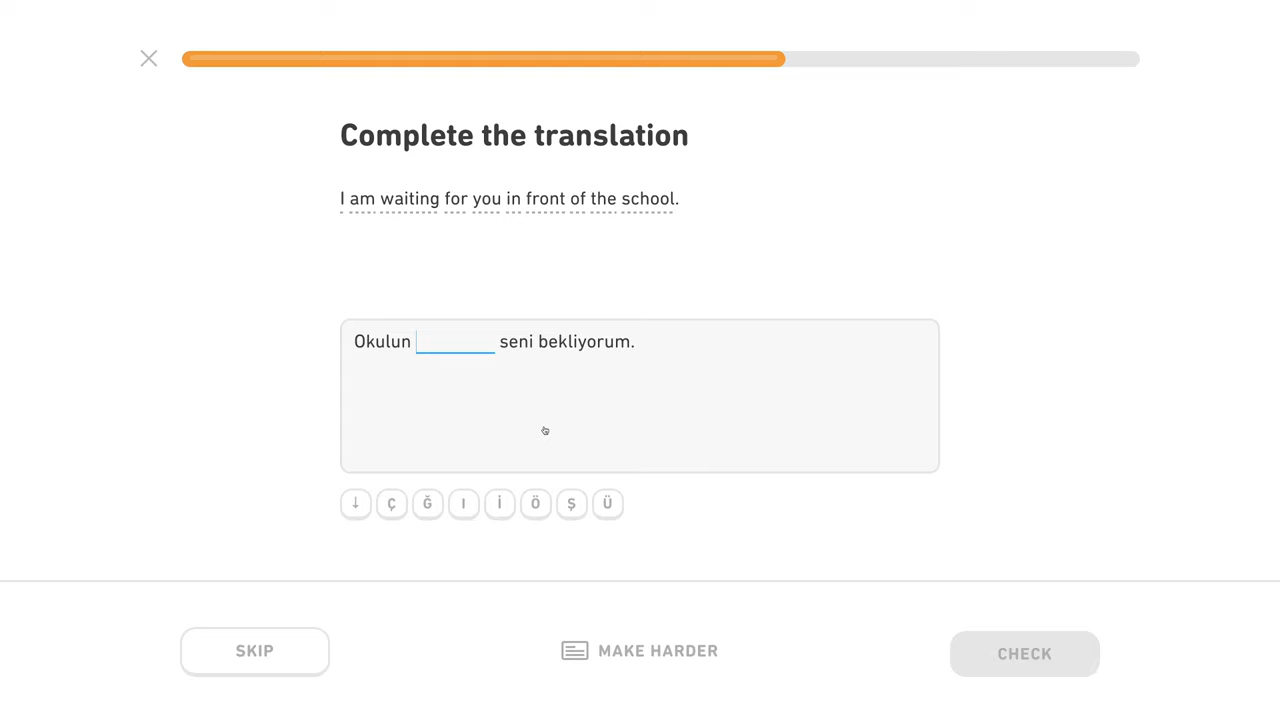 Complete the translation
I am waiting for you in front of the school.
Okulun seni bekliyorum.
↓ Ç Ğ I İ Ö Ş Ü
SKIP
MAKE HARDER
CHECK